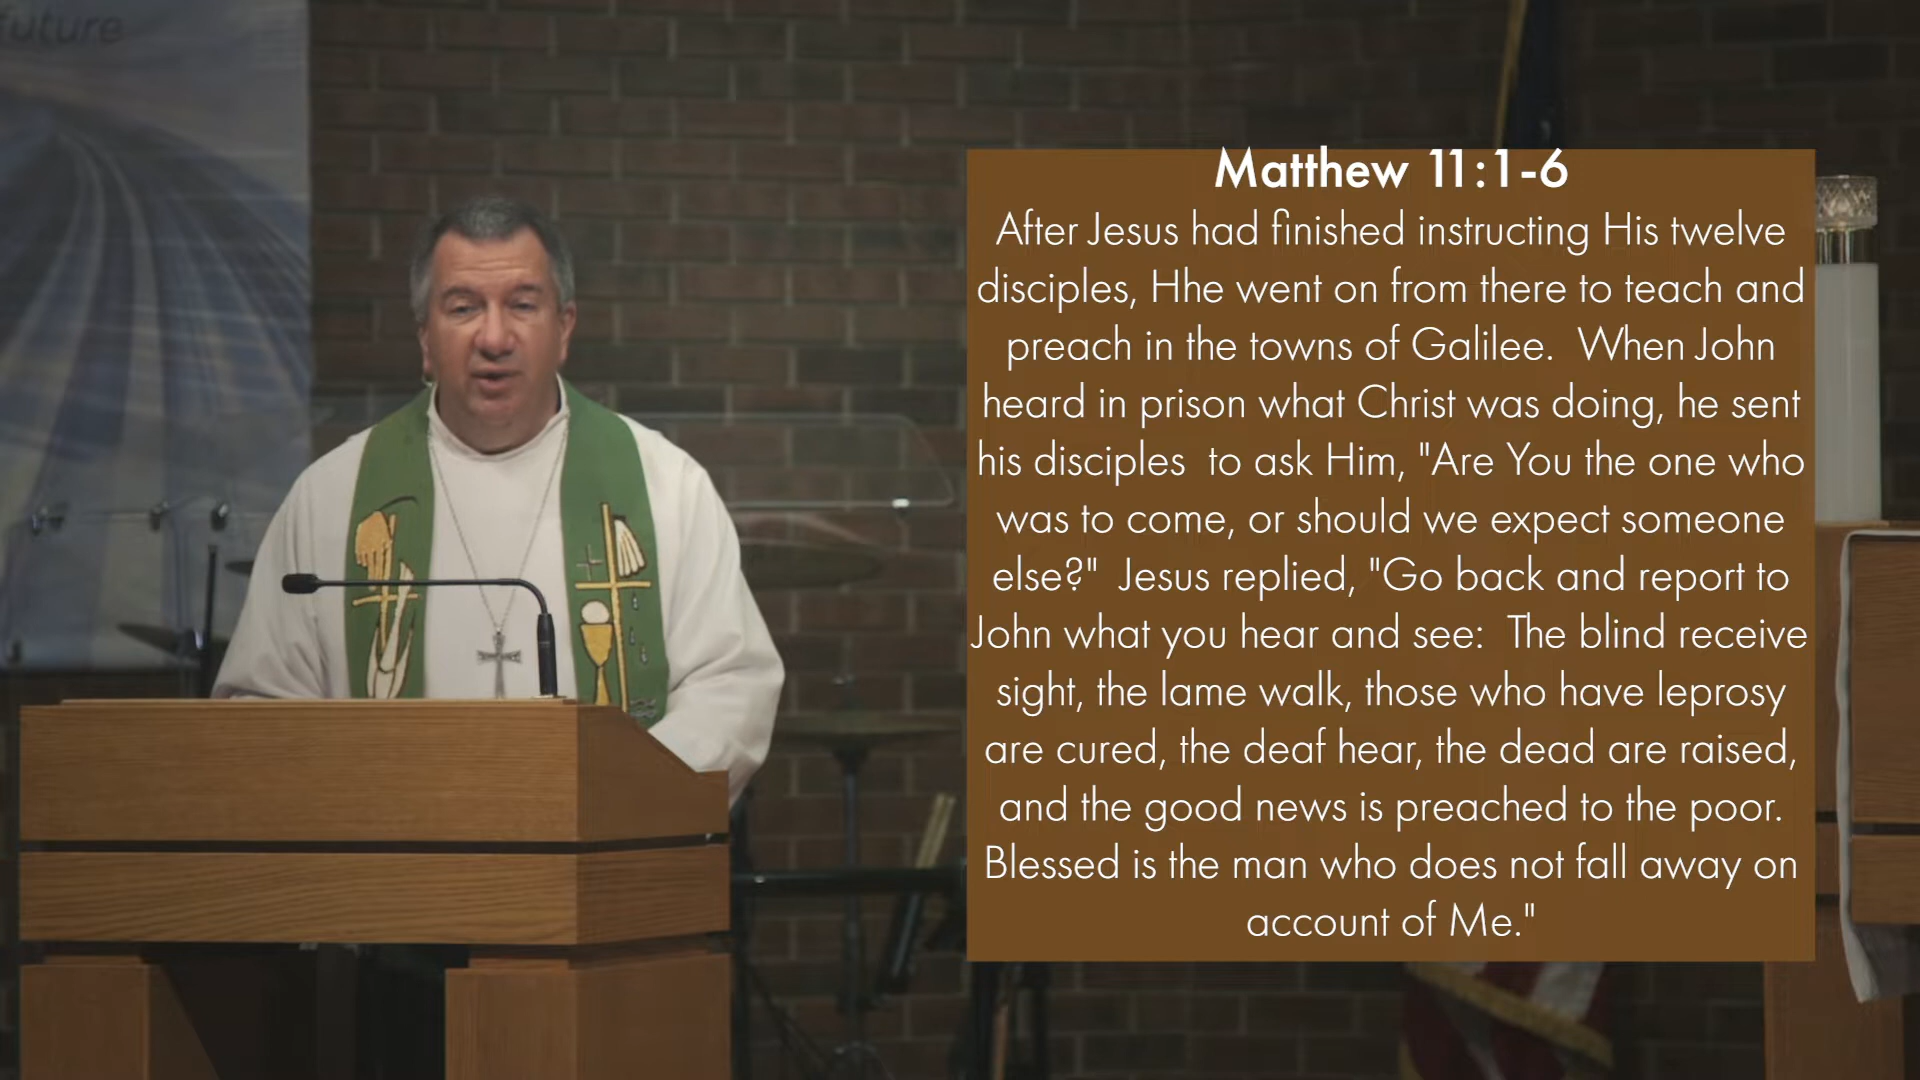 future
Matthew 11:1-6
After Jesus had finished instructing His twelve
disciples, Hhe went on from there to teach and
preach in the towns of Galilee.  When John
heard in prison what Christ was doing, he sent
his disciples  to ask Him, "Are You the one who
was to come, or should we expect someone
else?"  Jesus replied, "Go back and report to
John what you hear and see:  The blind receive
sight, the lame walk, those who have leprosy
are cured, the deaf hear, the dead are raised,
and the good news is preached to the poor.
Blessed is the man who does not fall away on
account of Me."